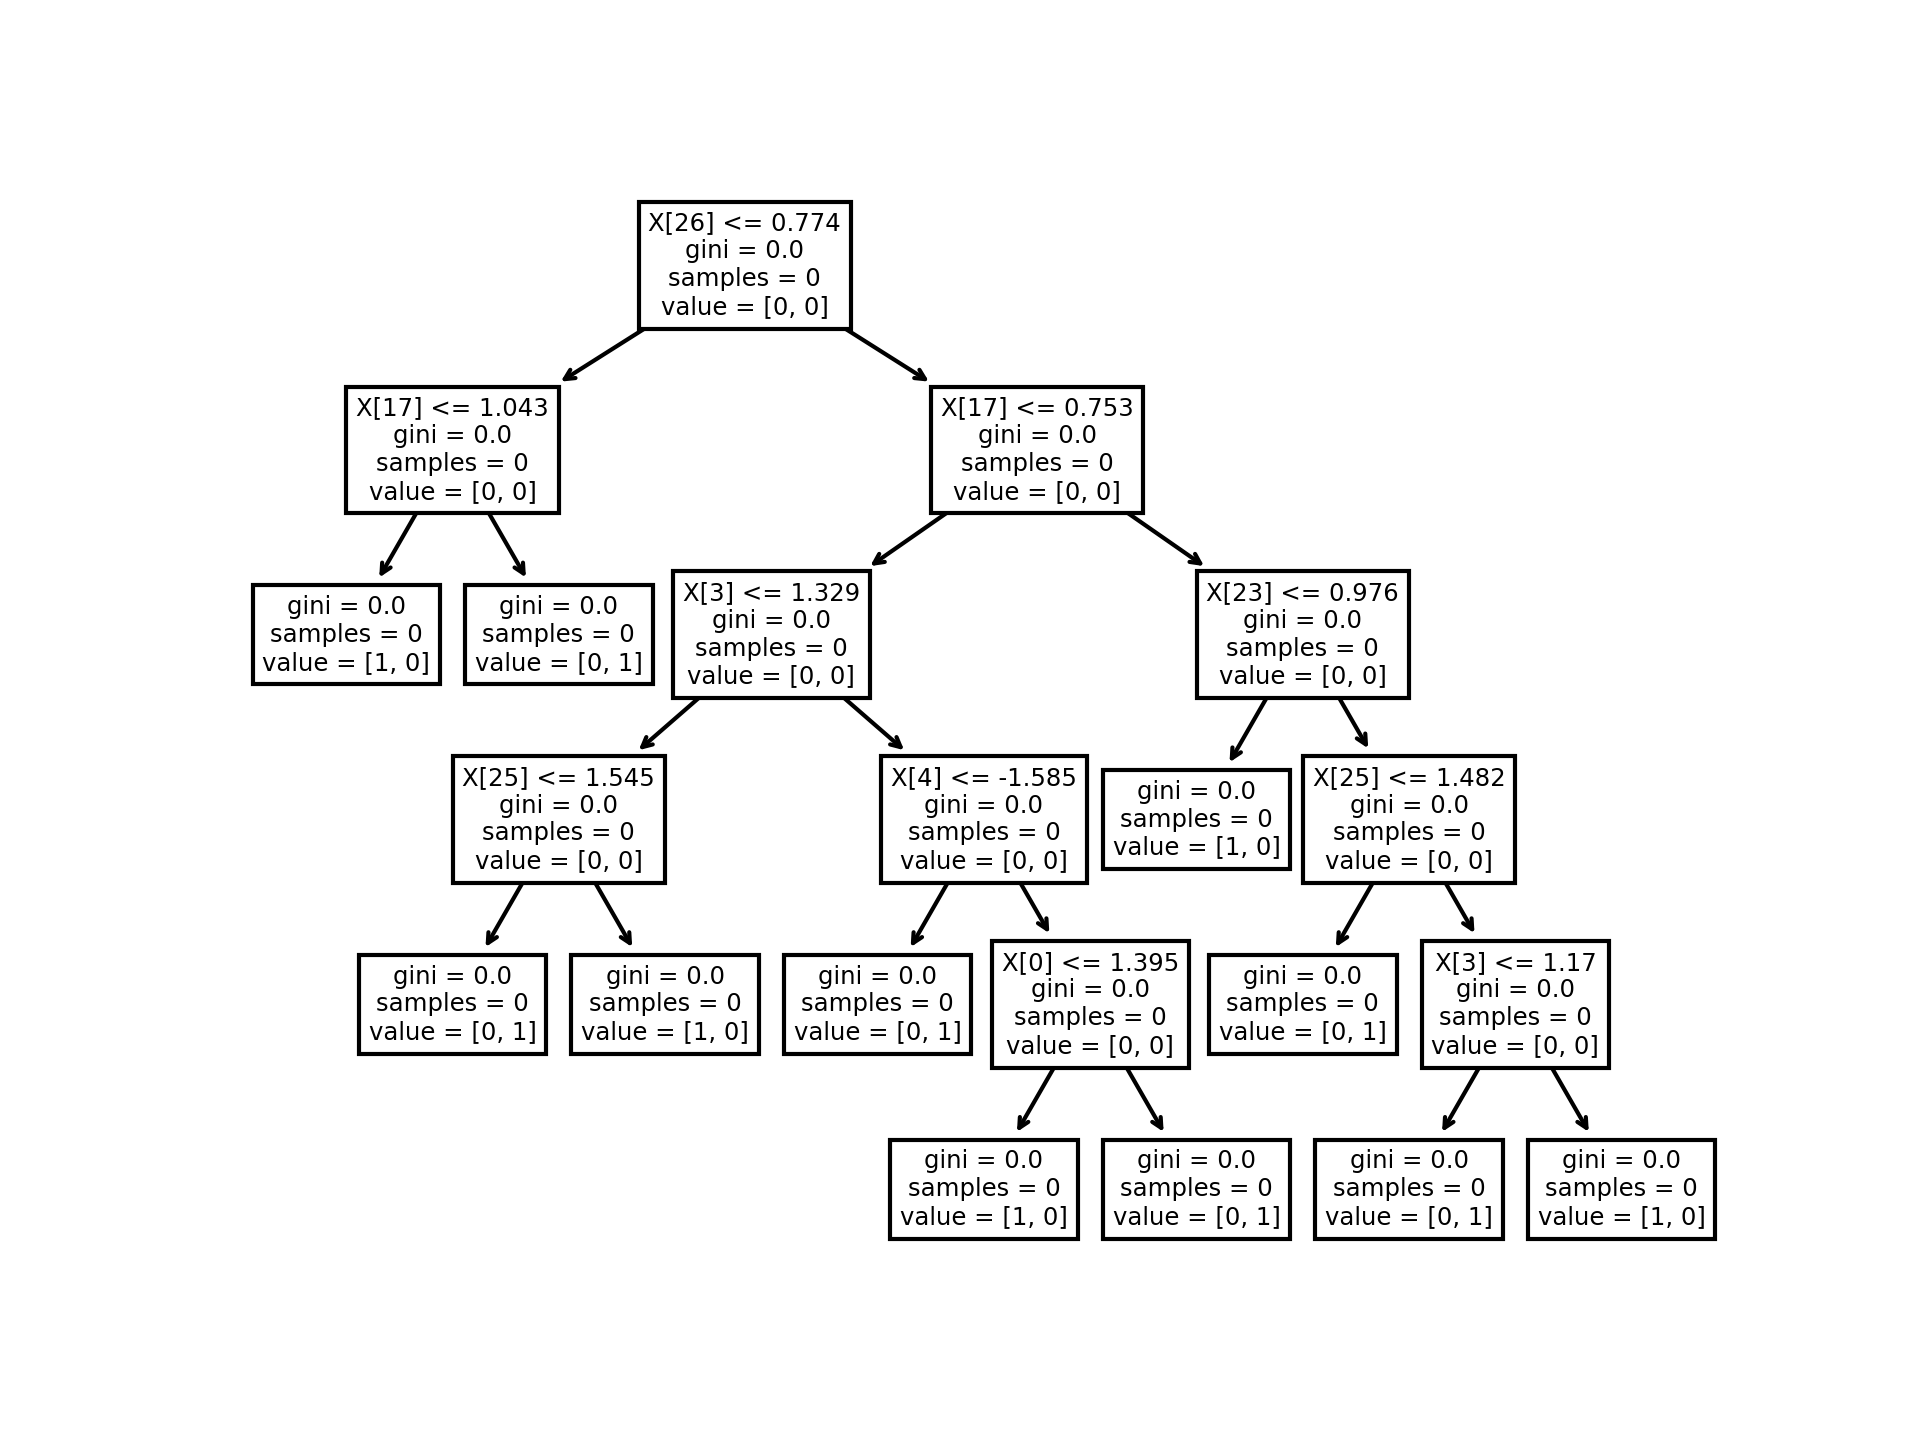 X[26] <= 0.774
gini = 0.0
samples = 0
value = [0, 0]
X[17] <= 1.043
gini = 0.0
samples = 0
value = [0, 0]
X[17] <= 0.753
gini = 0.0
samples = 0
value = [0, 0]
gini = 0.0
samples = 0
value = [1, 0]
gini = 0.0
samples = 0
value = [0, 1]
X[3] <= 1.329
gini = 0.0
samples = 0
value = [0, 0]
X[23] <= 0.976
gini = 0.0
samples = 0
value = [0, 0]
X[25] <= 1.545
gini = 0.0
samples = 0
value = [0, 0]
X[4] <= -1.585
gini = 0.0
samples = 0
value = [0, 0]
gini = 0.0
samples = 0
value = [1, 0]
X[25] <= 1.482
gini = 0.0
samples = 0
value = [0, 0]
gini = 0.0
samples = 0
value = [0, 1]
gini = 0.0
samples = 0
value = [1, 0]
gini = 0.0
samples = 0
value = [0, 1]
X[0] <= 1.395
gini = 0.0
samples = 0
value = [0, 0]
gini = 0.0
samples = 0
value = [0, 1]
X[3] <= 1.17
gini = 0.0
samples = 0
value = [0, 0]
gini = 0.0
samples = 0
value = [1, 0]
gini = 0.0
samples = 0
value = [0, 1]
gini = 0.0
samples = 0
value = [0, 1]
gini = 0.0
samples = 0
value = [1, 0]